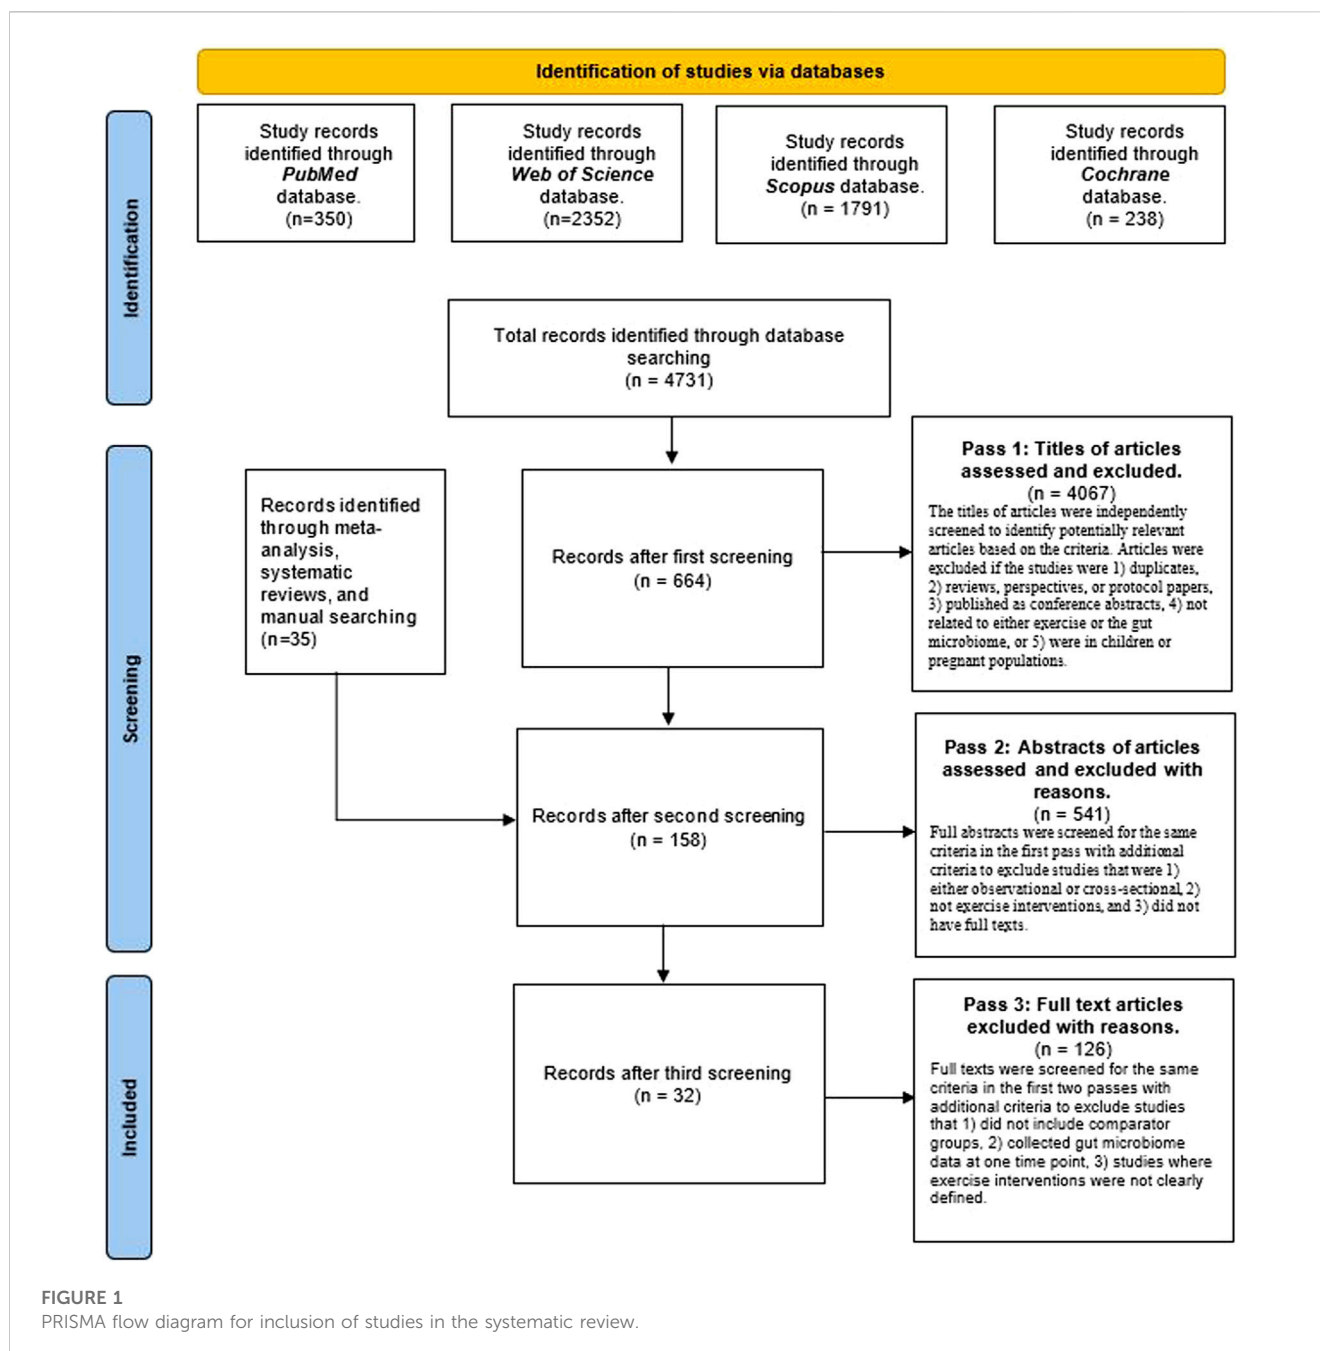 Identification of studies via databases
Identification
Study records
identified through
PubMed
database.
(n=350)
Study records
identified through
Web of Science
database.
(n=2352)
Study records
identified through
Scopus database.
(n = 1791)
Study records
identified through
Cochrane
database.
(n = 238)
Total records identified through database
searching
(n = 4731)
Screening
Records identified
through meta-
analysis,
systematic
reviews, and
manual searching
(n=35)
Records after first screening
(n = 664)
Pass 1: Titles of articles
assessed and excluded.
(n = 4067)
The titles of articles were independently
screened to identify potentially relevant
articles based on the criteria. Articles were
excluded if the studies were 1) duplicates,
2) reviews, perspectives, or protocol papers,
3) published as conference abstracts, 4) not
related to either exercise or the gut
microbiome, or 5) were in children or
pregnant populations.
Records after second screening
(n = 158)
Pass 2: Abstracts of articles
assessed and excluded with
reasons.
(n = 541)
Full abstracts were screened for the same
criteria in the first pass with additional
criteria to exclude studies that were 1)
either observational or cross-sectional, 2)
not exercise interventions, and 3) did not
have full texts.
Included
Records after third screening
(n = 32)
Pass 3: Full text articles
excluded with reasons.
(n = 126)
Full texts were screened for the same
criteria in the first two passes with
additional criteria to exclude studies
that 1) did not include comparator
groups, 2) collected gut microbiome
data at one time point, 3) studies where
exercise interventions were not clearly
defined.
FIGURE 1
PRISMA flow diagram for inclusion of studies in the systematic review.